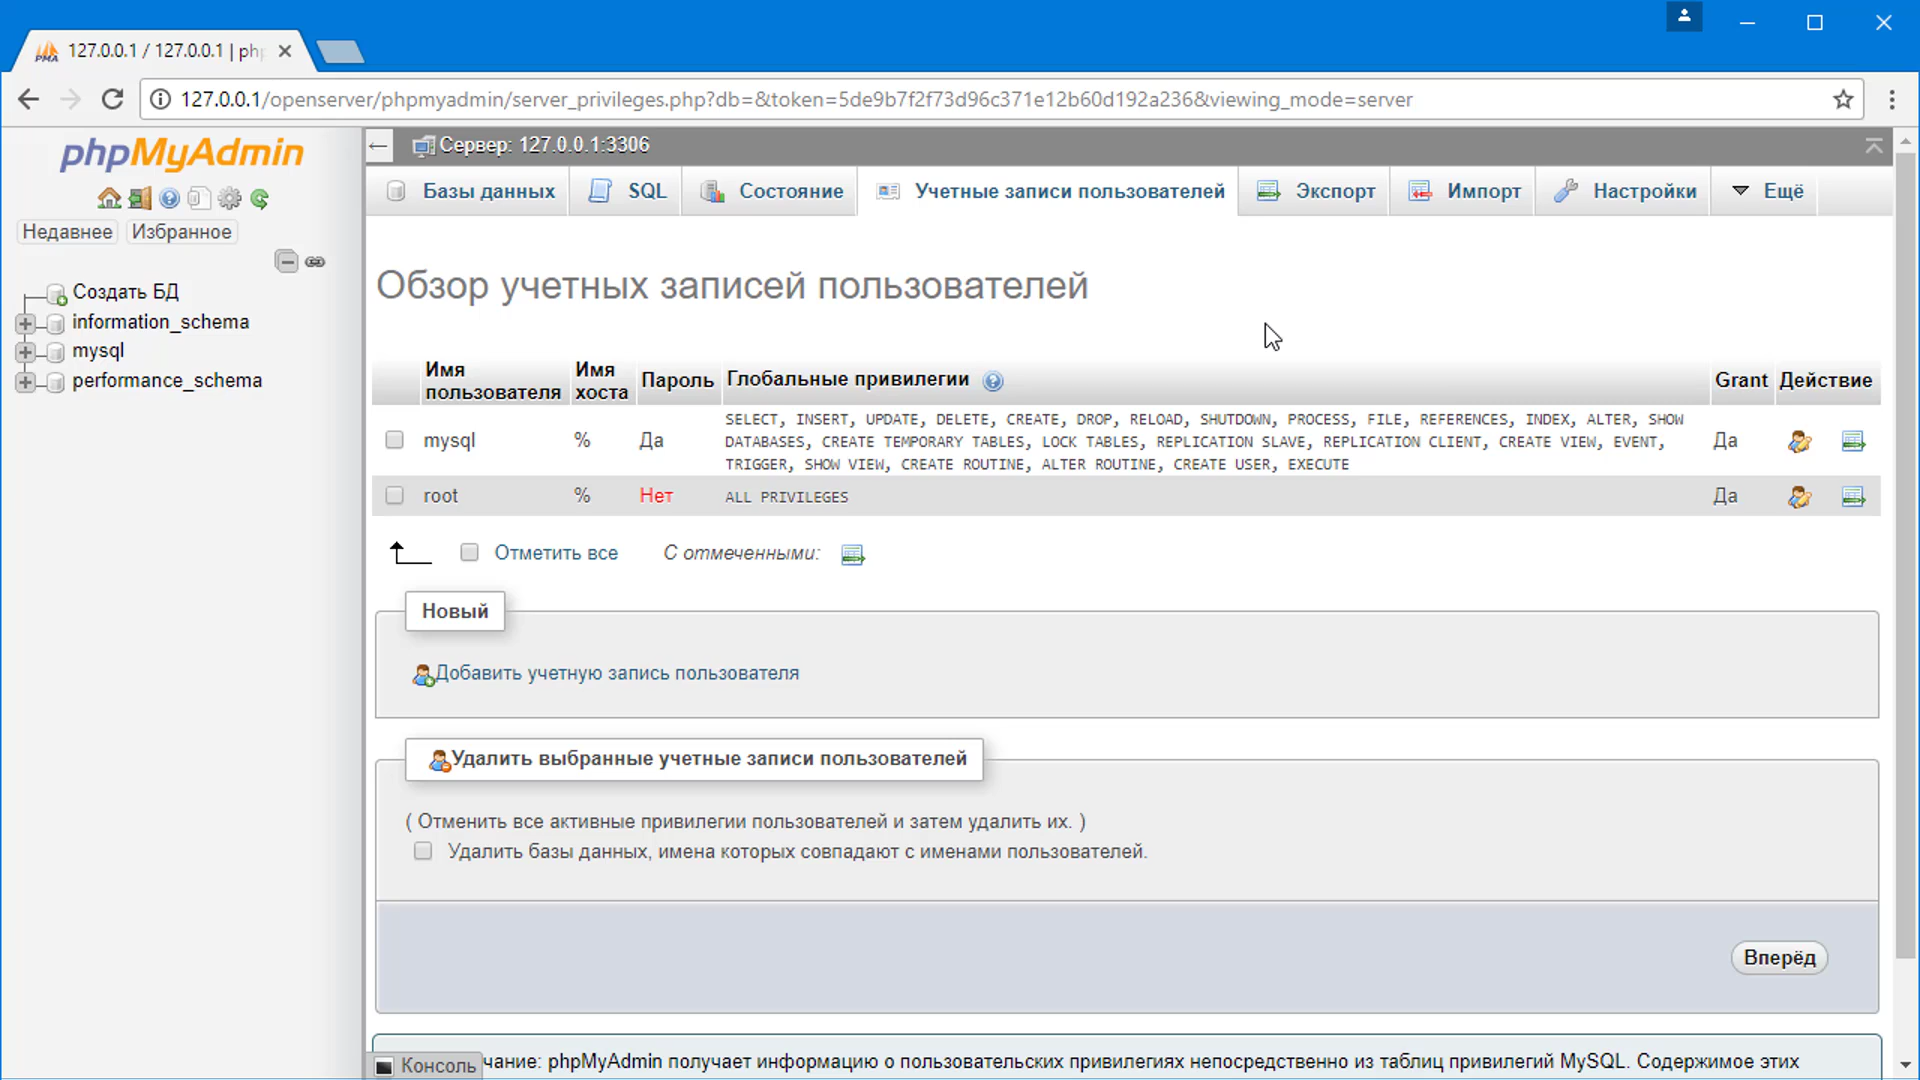 127.0.0.1 / 127.0.0.1 | php
127.0.0.1/openserver/phpmyadmin/server_privileges.php?db=&token=5de9b7f2f73d96c371e12b60d192a236&viewing_mode=server
phpMyAdmin
Недавнее Избранное
Создать БД
information_schema
mysql
performance_schema
Сервер: 127.0.0.1:3306
Базы данных SQL Состояние Учетные записи пользователей Экспорт Импорт Настройки Ещё
Обзор учетных записей пользователей
Имя пользователя Имя хоста Пароль Глобальные привилегии Grant Действие
mysql % Да SELECT, INSERT, UPDATE, DELETE, CREATE, DROP, RELOAD, SHUTDOWN, PROCESS, FILE, REFERENCES, INDEX, ALTER, SHOW
DATABASES, CREATE TEMPORARY TABLES, LOCK TABLES, REPLICATION SLAVE, REPLICATION CLIENT, CREATE VIEW, EVENT,
TRIGGER, SHOW VIEW, CREATE ROUTINE, ALTER ROUTINE, CREATE USER, EXECUTE Да
root % Нет ALL PRIVILEGES Да
Отметить все С отмеченными:
Новый
Добавить учетную запись пользователя
Удалить выбранные учетные записи пользователей
( Отменить все активные привилегии пользователей и затем удалить их. )
Удалить базы данных, имена которых совпадают с именами пользователей.
Вперёд
Консоль
чание: phpMyAdmin получает информацию о пользовательских привилегиях непосредственно из таблиц привилегий MySQL. Содержимое этих